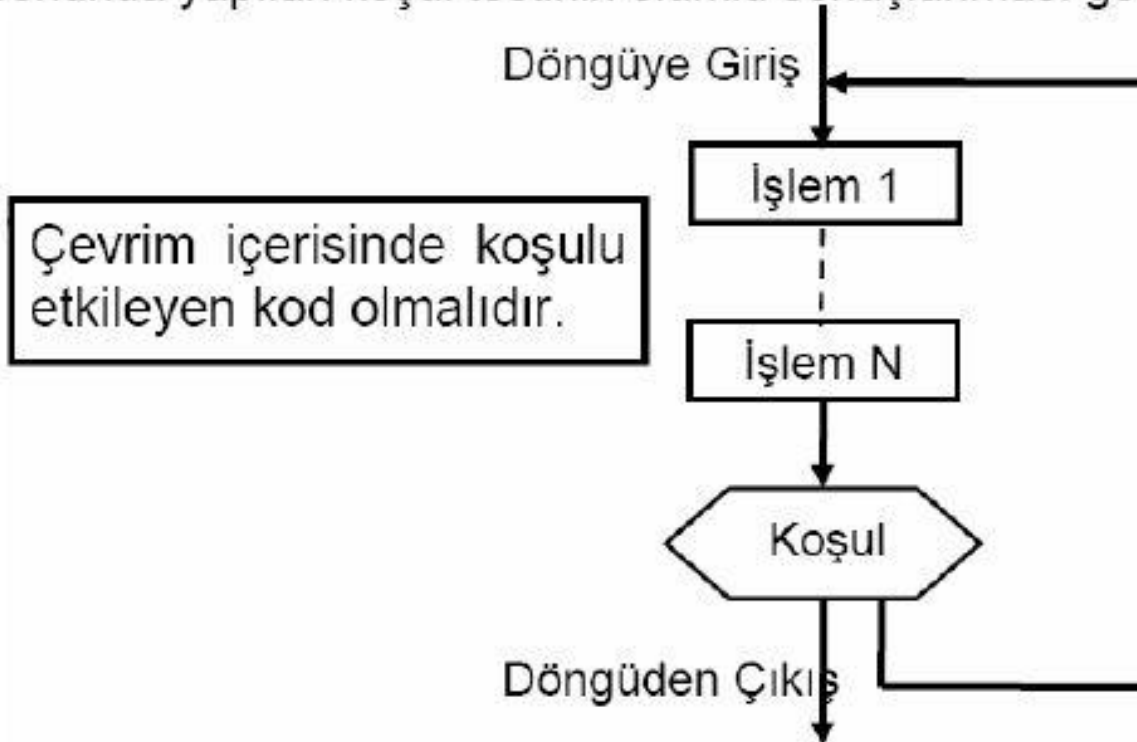 Döngüye Giriş
İşlem 1
Çevrim içerisinde koşulu
etkileyen kod olmalıdır.
İşlem N
Koşul
Döngüden Çıkış